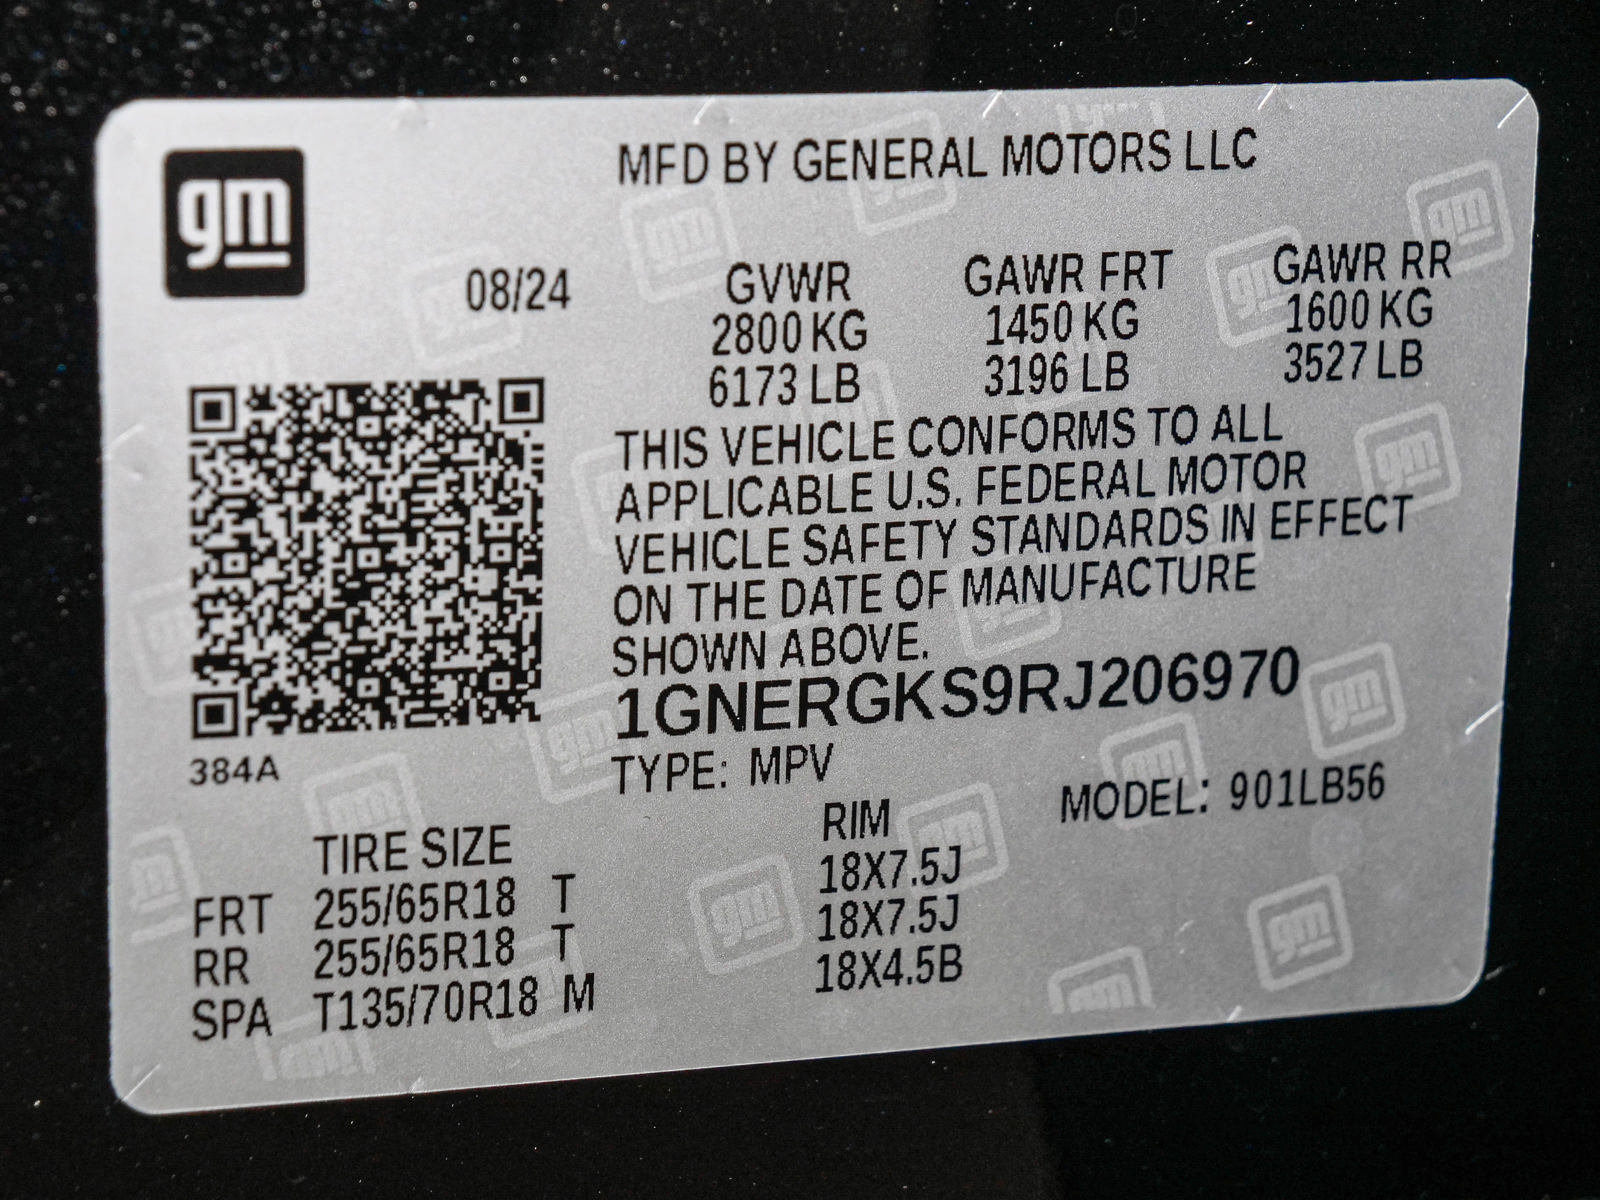 gm
MFD BY GENERAL MOTORS LLC
08/24
GVWR GAWR FRT GAWR RR
2800 KG 1450 KG 1600 KG
6173 LB 3196 LB 3527 LB
THIS VEHICLE CONFORMS TO ALL
APPLICABLE U.S. FEDERAL MOTOR
VEHICLE SAFETY STANDARDS IN EFFECT
ON THE DATE OF MANUFACTURE
SHOWN ABOVE.
1GNERGKS9RJ206970
384A
TYPE: MPV
MODEL: 901LB56
TIRE SIZE RIM
FRT 255/65R18 T 18X7.5J
RR 255/65R18 T 18X7.5J
SPA T135/70R18 M 18X4.5B